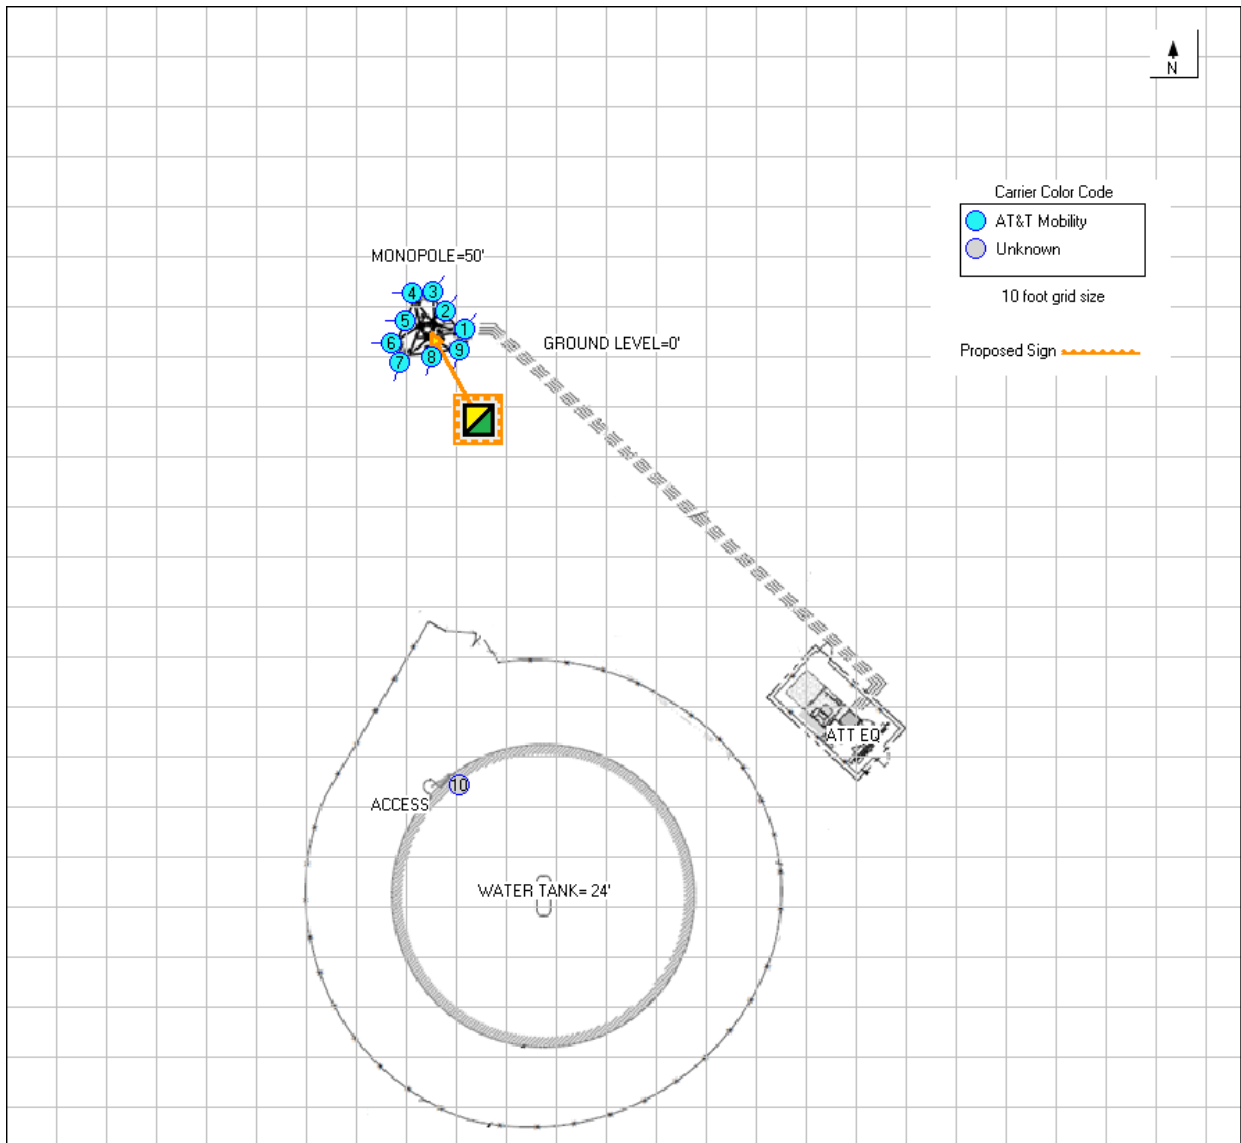 N
Carrier Color Code
AT&T Mobility
Unknown
10 foot grid size
Proposed Sign
MONOPOLE=50'
4
3
2
5
1
6
7
8
9
GROUND LEVEL=0'
ATT EQ
10
ACCESS
WATER TANK= 24'